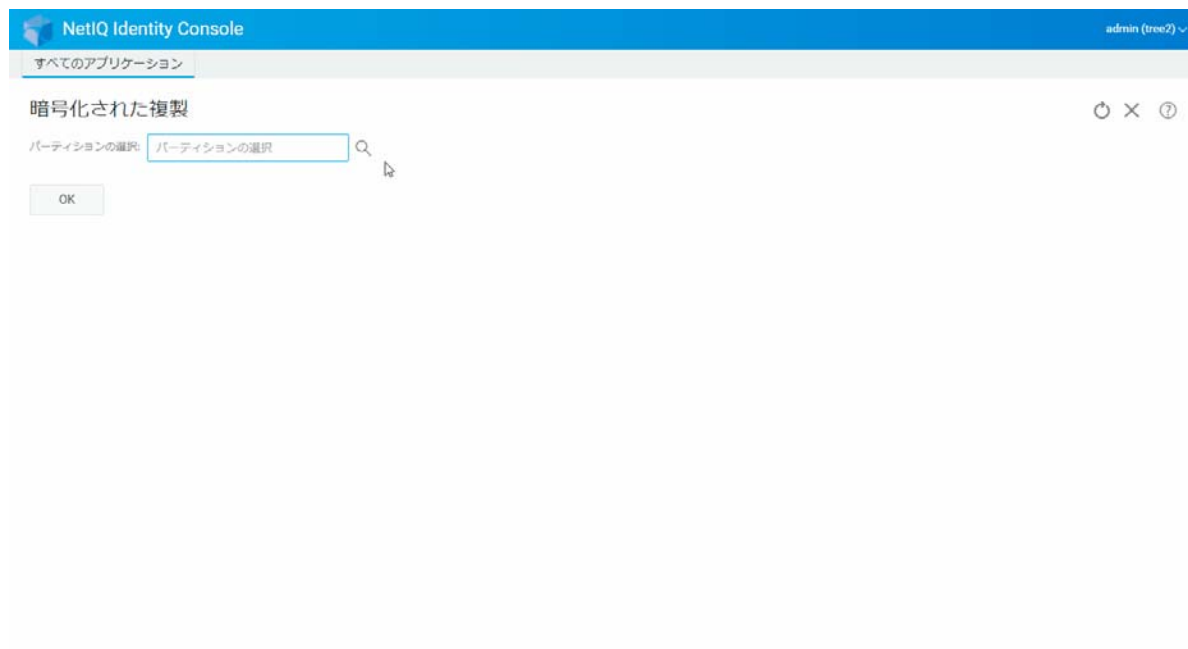 NetIQ Identity Console
admin (tree2)
すべてのアプリケーション
暗号化された複製
パーティションの選択: パーティションの選択
OK